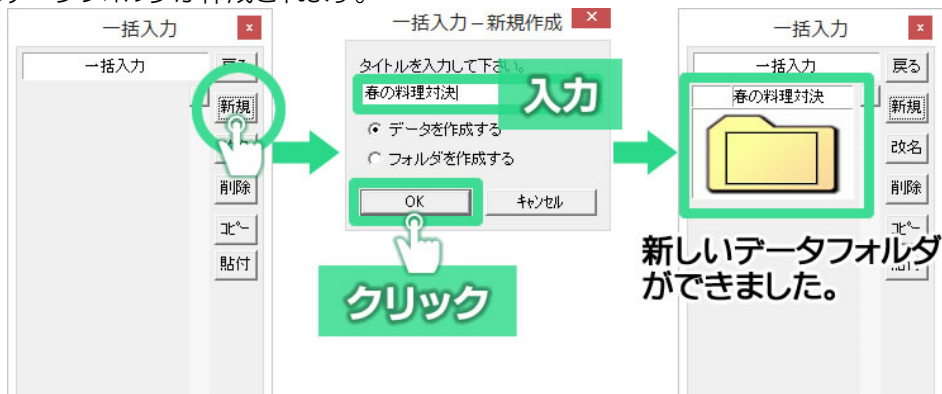 一括入力
一括入力
戻る
新規
削除
コピー
貼付
一括入力 – 新規作成
タイトルを入力して下さい。
春の料理対決
入力
データを作成する
フォルダを作成する
OK
キャンセル
クリック
一括入力
一括入力
戻る
春の料理対決
新規
改名
削除
コピー
新しいデータフォルダ
ができました。